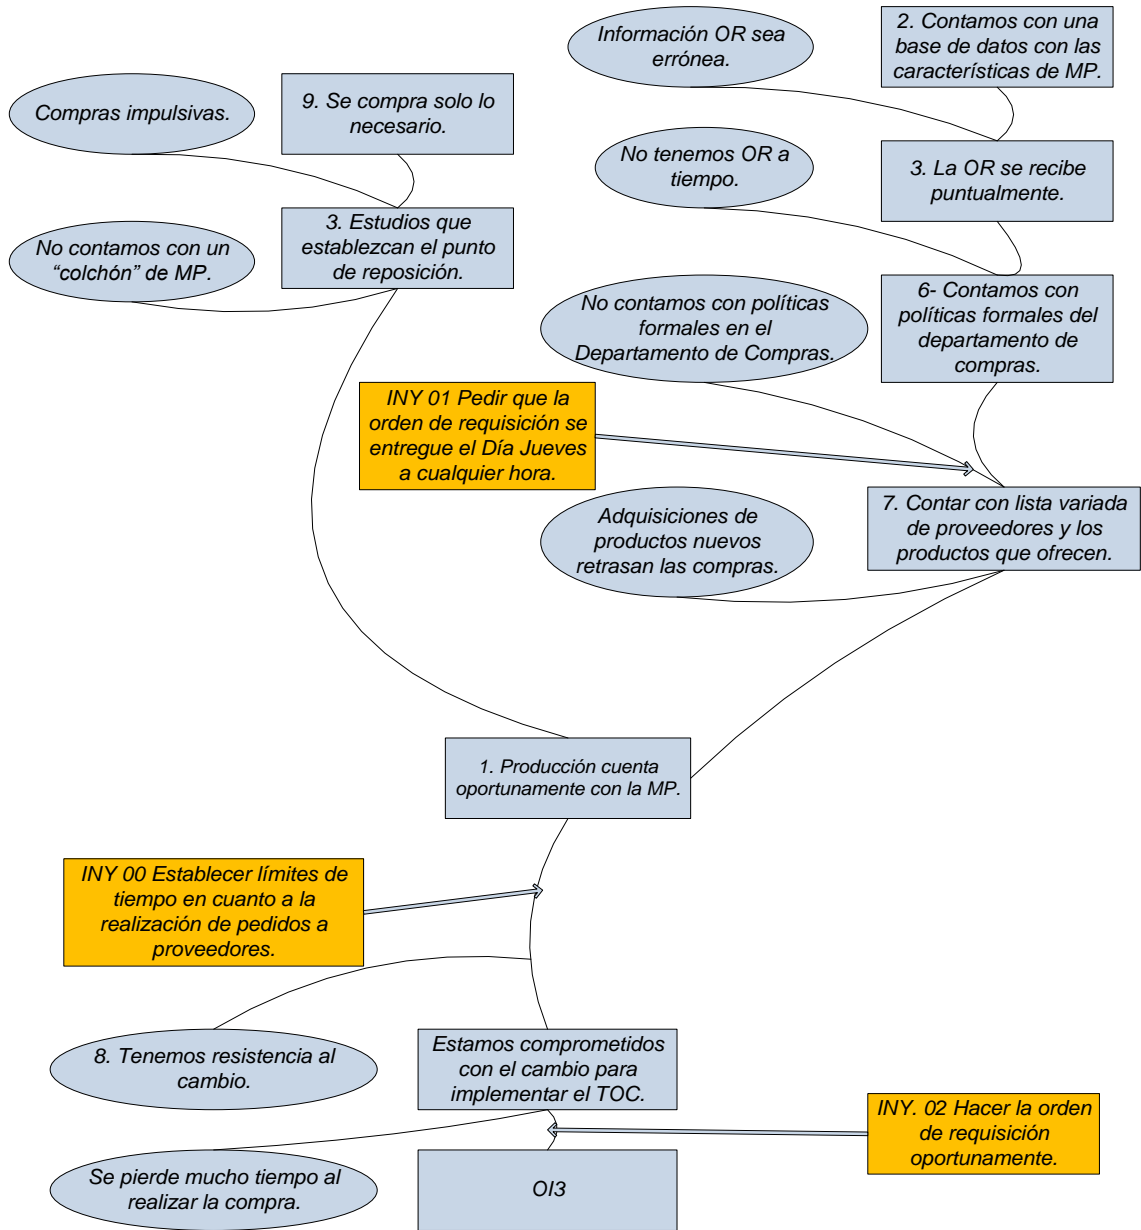 Información OR sea
errónea.
2. Contamos con una
base de datos con las
características de MP.
Compras impulsivas.
9. Se compra solo lo
necesario.
No tenemos OR a
tiempo.
3. La OR se recibe
puntualmente.
No contamos con un
“colchón” de MP.
3. Estudios que
establezcan el punto
de reposición.
No contamos con políticas
formales en el
Departamento de Compras.
6- Contamos con
políticas formales del
departamento de
compras.
INY 01 Pedir que la
orden de requisición se
entregue el Día Jueves
a cualquier hora.
Adquisiciones de
productos nuevos
retrasan las compras.
7. Contar con lista variada
de proveedores y los
productos que ofrecen.
1. Producción cuenta
oportunamente con la MP.
INY 00 Establecer límites de
tiempo en cuanto a la
realización de pedidos a
proveedores.
8. Tenemos resistencia al
cambio.
Estamos comprometidos
con el cambio para
implementar el TOC.
INY. 02 Hacer la orden
de requisición
oportunamente.
Se pierde mucho tiempo al
realizar la compra.
OI3